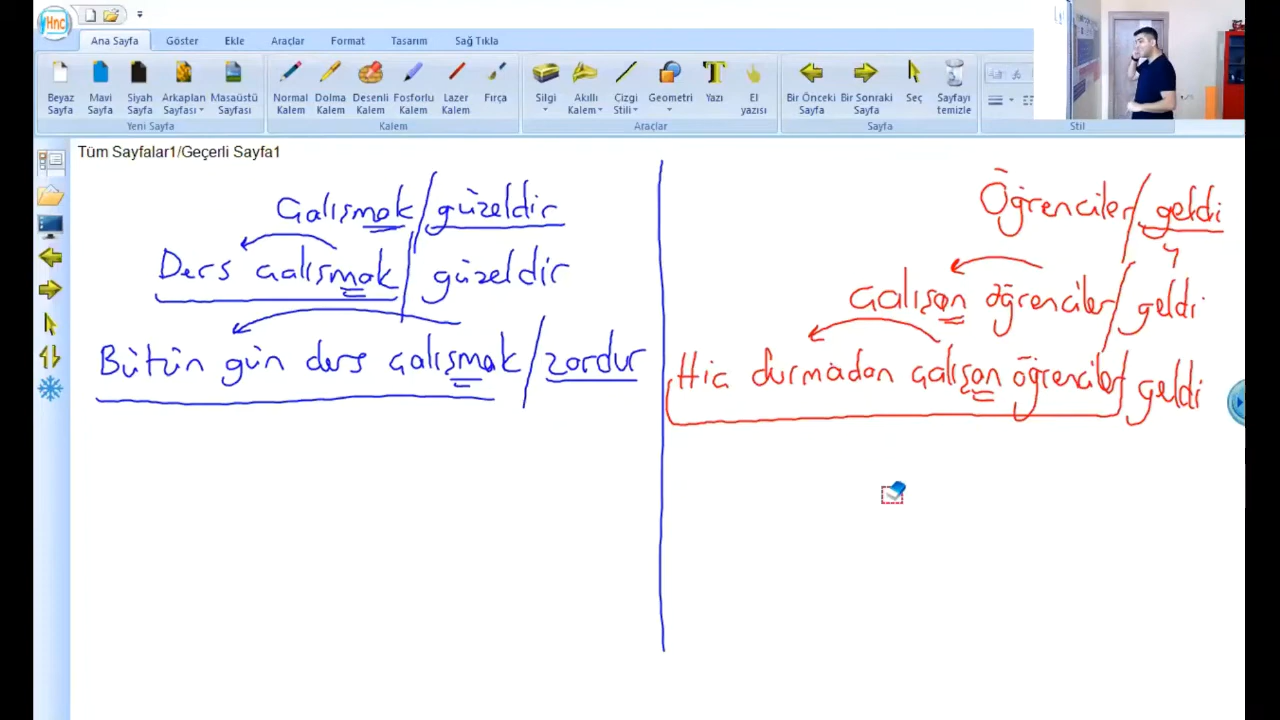 Hnc
Ana Sayfa Göster Ekle Araçlar Format Tasarım Sağ Tıkla
Beyaz Sayfa Mavi Sayfa Siyah Sayfa Arkaplan Sayfası Masaüstü Sayfası
Yeni Sayfa
Normal Kalem Dolma Kalem Desenli Kalem Fosforlu Kalem Lazer Kalem Fırça
Kalem
Silgi Akıllı Kalem Cizgi Stili Geometri Yazı El yazısı
Araçlar
Bir Önceki Sayfa Bir Sonraki Sayfa Seç Sayfayı temizle
Sayfa
Stil
Tüm Sayfalar1/Geçerli Sayfa1
Çalışmak / güzeldir
Ders çalışmak / güzeldir
Bütün gün ders çalışmak / zordur
Öğrenciler / geldi
çalışan öğrenciler / geldi
Hiç durmadan çalışan öğrenciler geldi